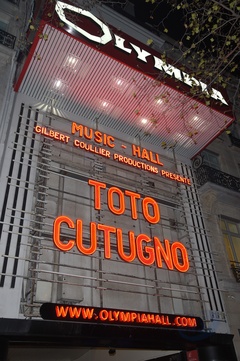 OLYMPIA
MUSIC - HALL
GILBERT COULLIER PRODUCTIONS PRESENTE
TOTO
CUTUGNO
WWW.OLYMPIAHALL.COM